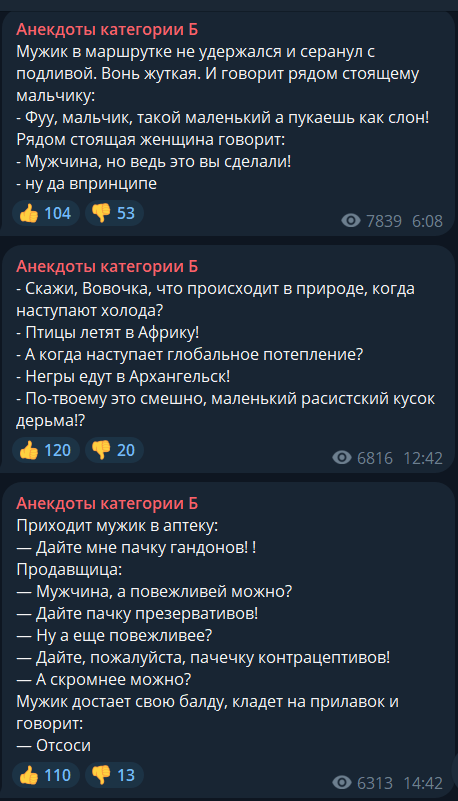 Анекдоты категории Б
Мужик в маршрутке не удержался и серанул с
подливой. Вонь жуткая. И говорит рядом стоящему
мальчику:
- Фуу, мальчик, такой маленький а пукаешь как слон!
Рядом стоящая женщина говорит:
- Мужчина, но ведь это вы сделали!
- ну да впринципе
104 53
7839 6:08
Анекдоты категории Б
- Скажи, Вовочка, что происходит в природе, когда
наступают холода?
- Птицы летят в Африку!
- А когда наступает глобальное потепление?
- Негры едут в Архангельск!
- По-твоему это смешно, маленький расистский кусок
дерьма!?
120 20
6816 12:42
Анекдоты категории Б
Приходит мужик в аптеку:
— Дайте мне пачку гандонов! !
Продавщица:
— Мужчина, а повежливей можно?
— Дайте пачку презервативов!
— Ну а еще повежливее?
— Дайте, пожалуйста, пачечку контрацептивов!
— А скромнее можно?
Мужик достает свою балду, кладет на прилавок и
говорит:
— Отсоси
110 13
6313 14:42